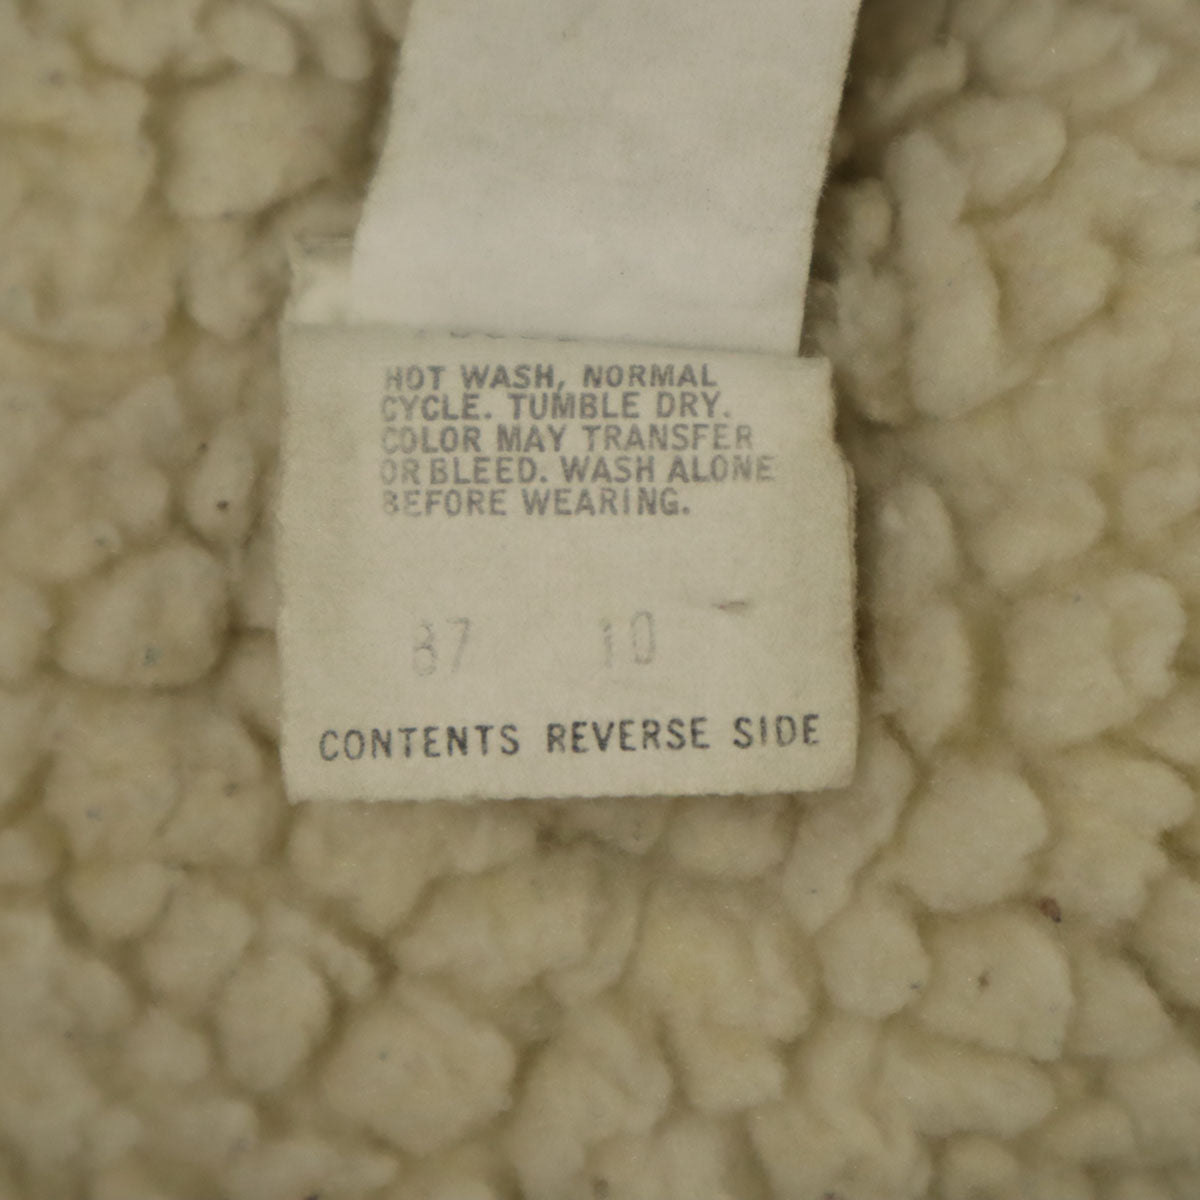 HOT WASH, NORMAL
CYCLE. TUMBLE DRY.
COLOR MAY TRANSFER
OR BLEED. WASH ALONE
BEFORE WEARING.
87 10
CONTENTS REVERSE SIDE